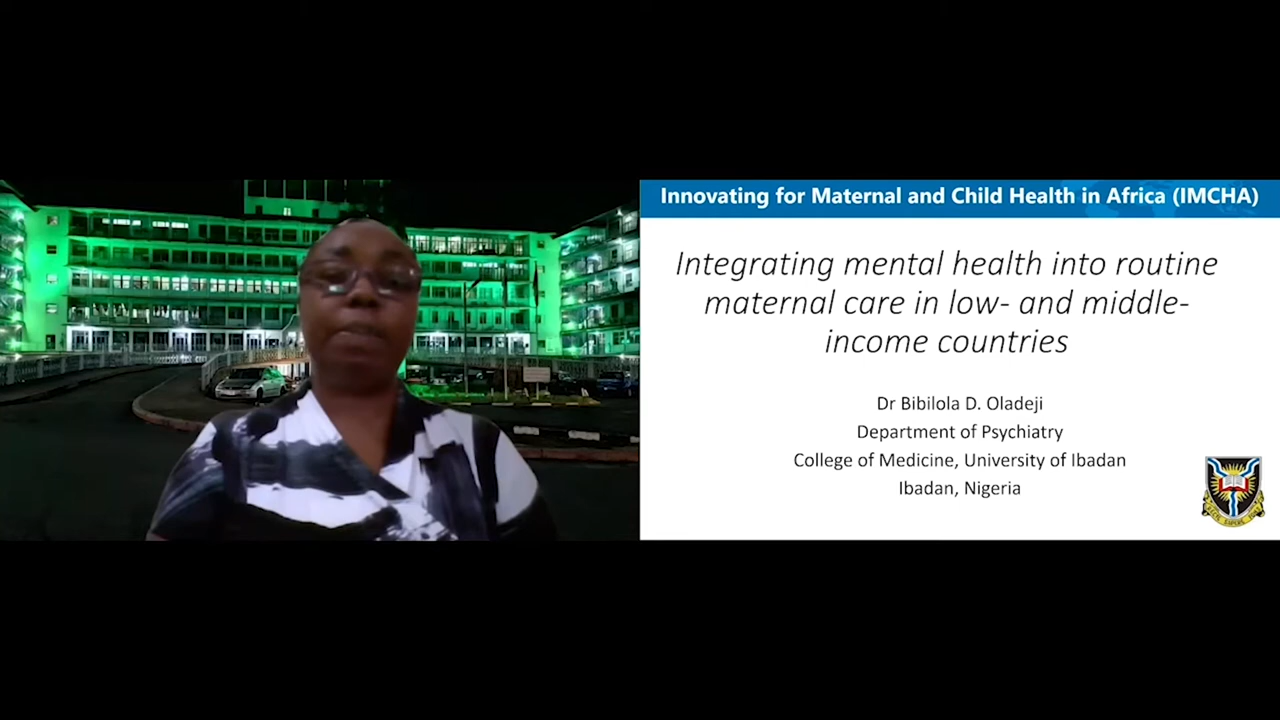 Innovating for Maternal and Child Health in Africa (IMCHA)
Integrating mental health into routine
maternal care in low- and middle-
income countries
Dr Bibilola D. Oladeji
Department of Psychiatry
College of Medicine, University of Ibadan
Ibadan, Nigeria